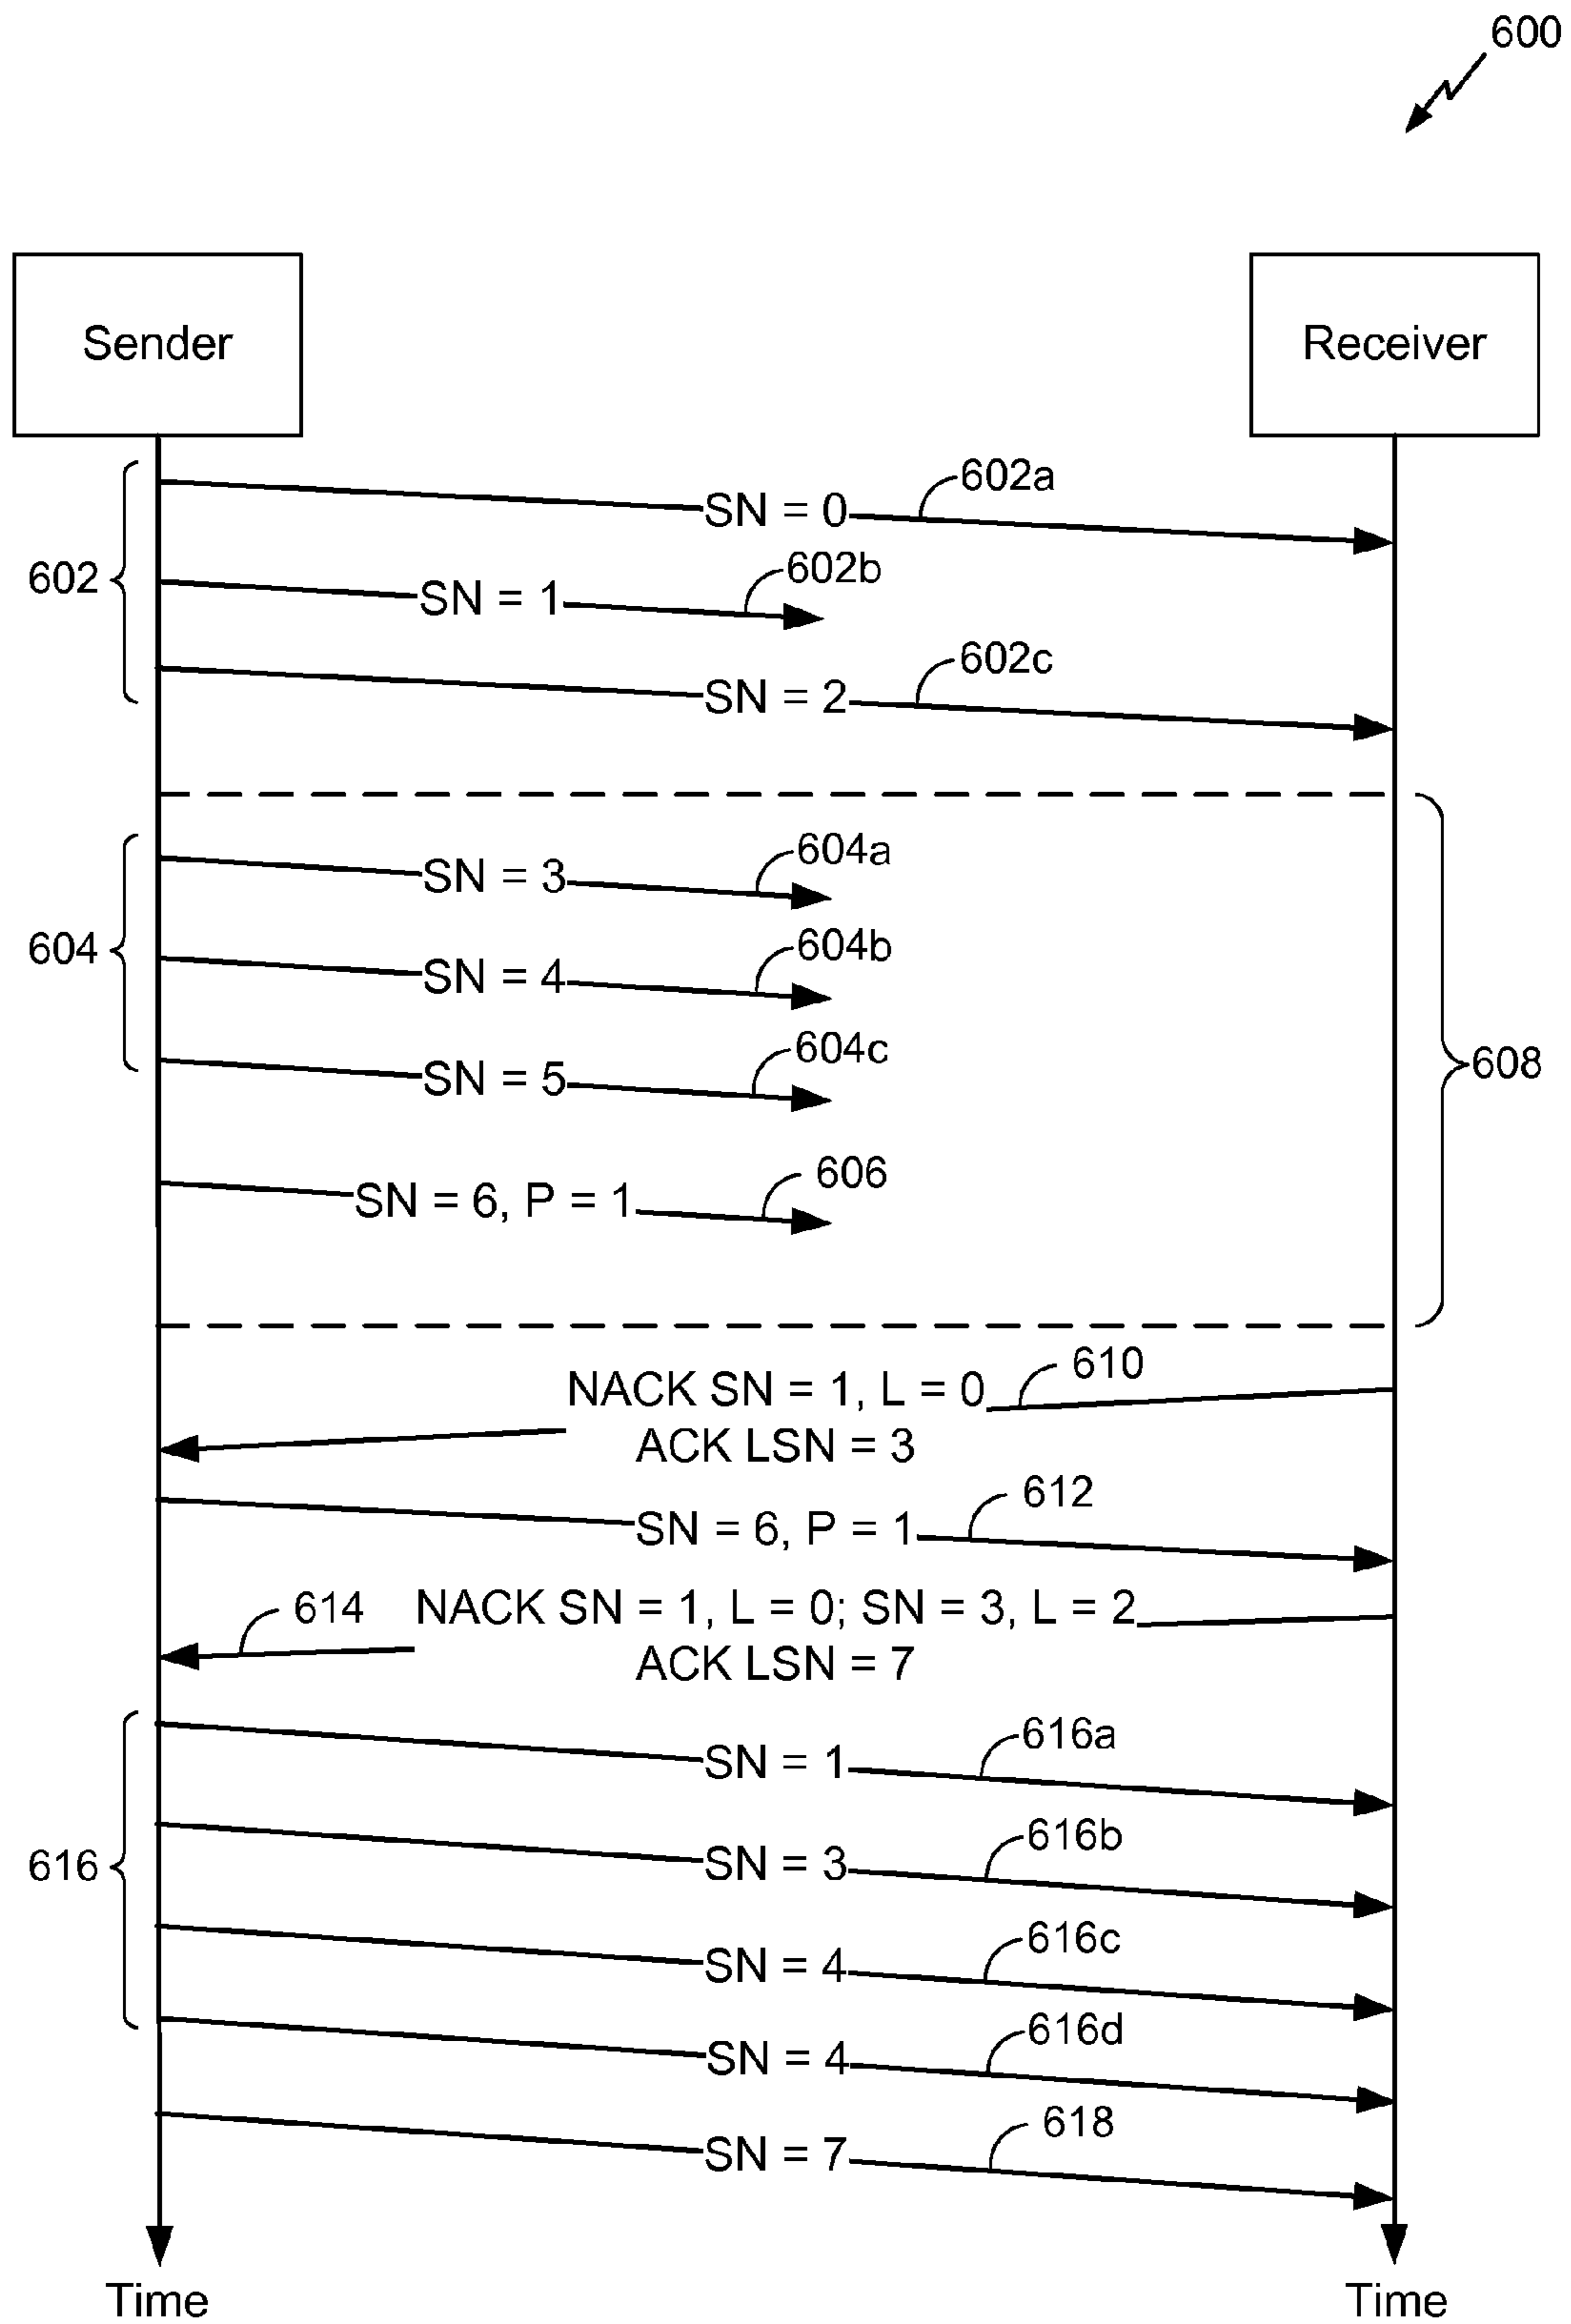 600
Sender
Receiver
602a
SN = 0
602b
602
SN = 1
602c
SN = 2
604a
SN = 3
604b
604
SN = 4
604c
SN = 5
608
606
SN = 6, P = 1
610
NACK SN = 1, L = 0
ACK LSN = 3
612
SN = 6, P = 1
614
NACK SN = 1, L = 0; SN = 3, L = 2
ACK LSN = 7
616a
SN = 1
616b
616
SN = 3
616c
SN = 4
616d
SN = 4
618
SN = 7
Time
Time